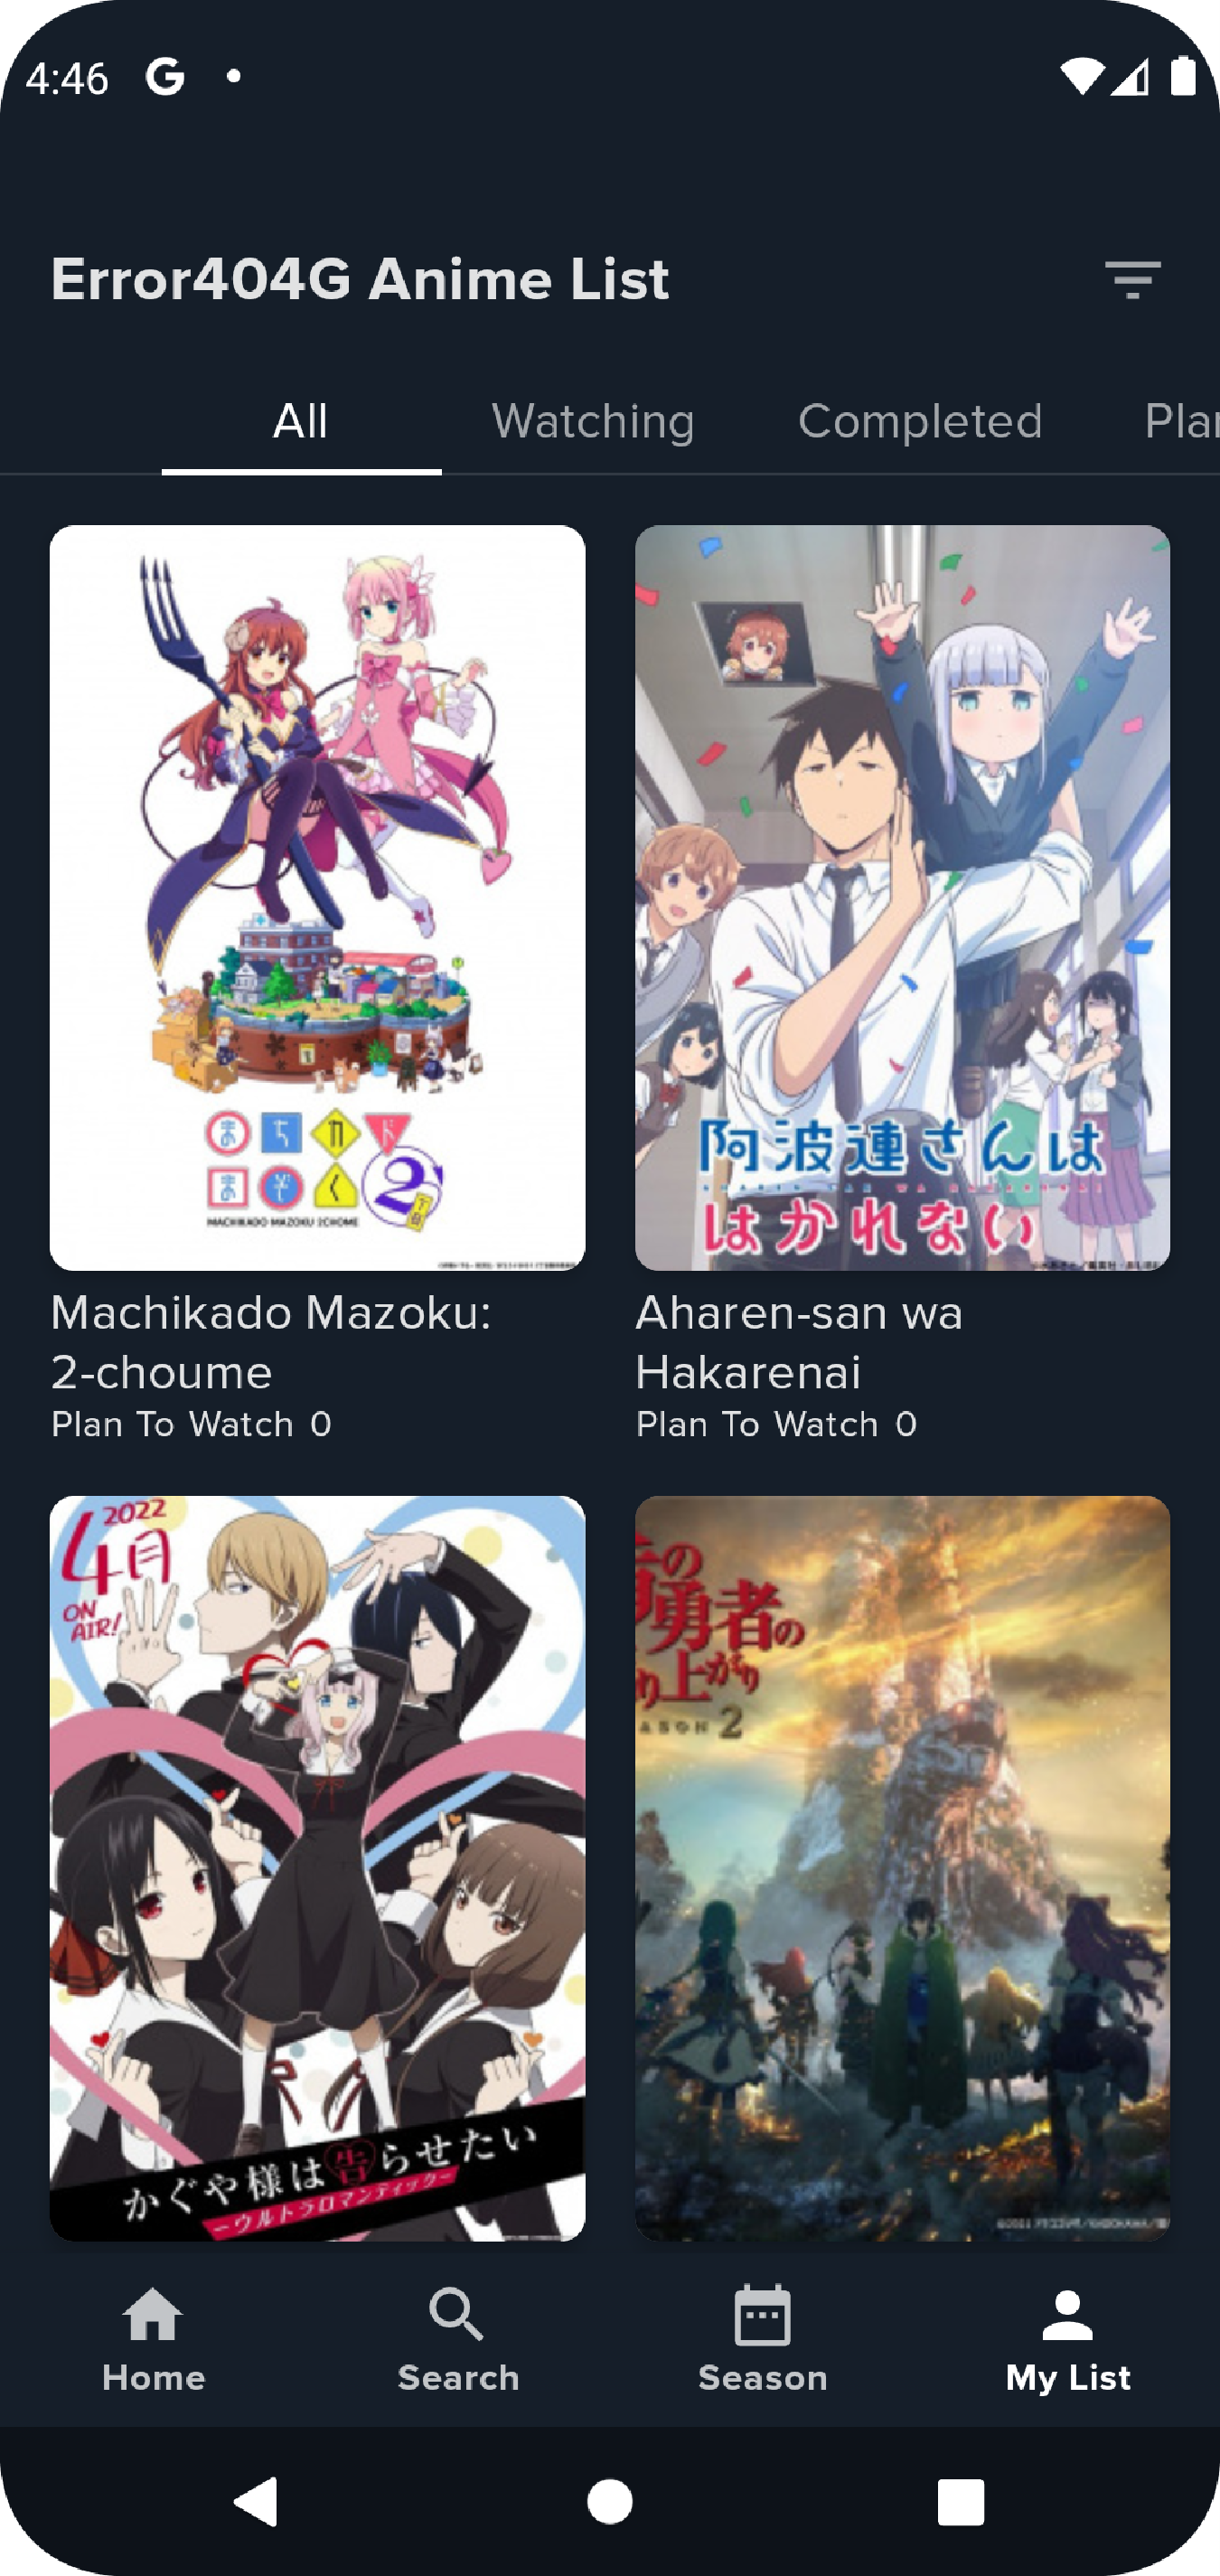 4:46
Error404G Anime List
All Watching Completed Plan
まちカド
まぞく 2丁目
MACHIKADO MAZOKU 2CHOME
阿波連さんは
はかれない
Machikado Mazoku:
2-choume
Plan To Watch 0
Aharen-san wa
Hakarenai
Plan To Watch 0
2022
4月
ON
AIR!
かぐや様は告らせたい
ーウルトラロマンティックー
の
勇者の
り上がり
ASON 2
Home Search Season My List